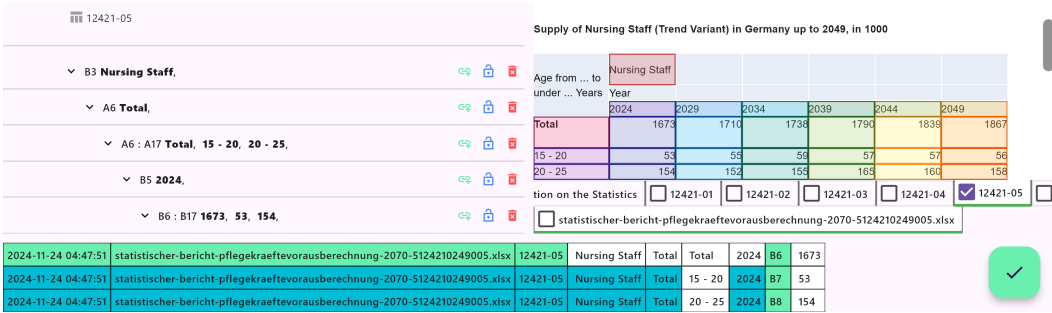 12421-05
B3 Nursing Staff,
A6 Total,
A6 : A17 Total, 15 - 20, 20 - 25,
B5 2024,
B6 : B17 1673, 53, 154,
Supply of Nursing Staff (Trend Variant) in Germany up to 2049, in 1000
Age from ... to
under ... Years
Nursing Staff
Year
2024 2029 2034 2039 2044 2049
Total 1673 1710 1738 1790 1839 1867
15 - 20 53 55 59 57 57 56
20 - 25 154 152 155 165 160 158
tion on the Statistics 12421-01 12421-02 12421-03 12421-04 12421-05
statistischer-bericht-pflegekraeftevorausberechnung-2070-5124210249005.xlsx
2024-11-24 04:47:51 statistischer-bericht-pflegekraeftevorausberechnung-2070-5124210249005.xlsx 12421-05 Nursing Staff Total Total 2024 B6 1673
2024-11-24 04:47:51 statistischer-bericht-pflegekraeftevorausberechnung-2070-5124210249005.xlsx 12421-05 Nursing Staff Total 15 - 20 2024 B7 53
2024-11-24 04:47:51 statistischer-bericht-pflegekraeftevorausberechnung-2070-5124210249005.xlsx 12421-05 Nursing Staff Total 20 - 25 2024 B8 154